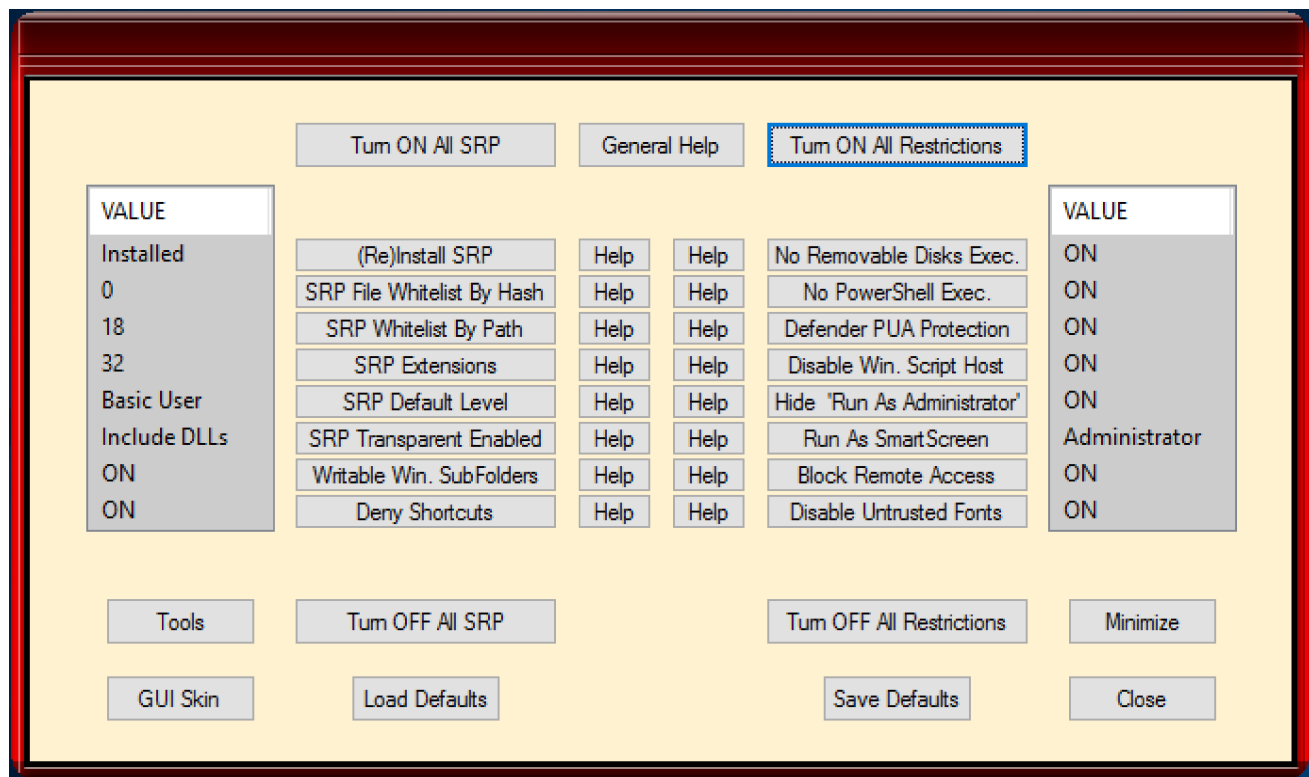 Turn ON All SRP General Help Turn ON All Restrictions
VALUE VALUE
Installed (Re)Install SRP Help Help No Removable Disks Exec. ON
0 SRP File Whitelist By Hash Help Help No PowerShell Exec. ON
18 SRP Whitelist By Path Help Help Defender PUA Protection ON
32 SRP Extensions Help Help Disable Win. Script Host ON
Basic User SRP Default Level Help Help Hide 'Run As Administrator' ON
Include DLLs SRP Transparent Enabled Help Help Run As SmartScreen Administrator
ON Writable Win. SubFolders Help Help Block Remote Access ON
ON Deny Shortcuts Help Help Disable Untrusted Fonts ON
Tools Turn OFF All SRP Turn OFF All Restrictions Minimize
GUI Skin Load Defaults Save Defaults Close